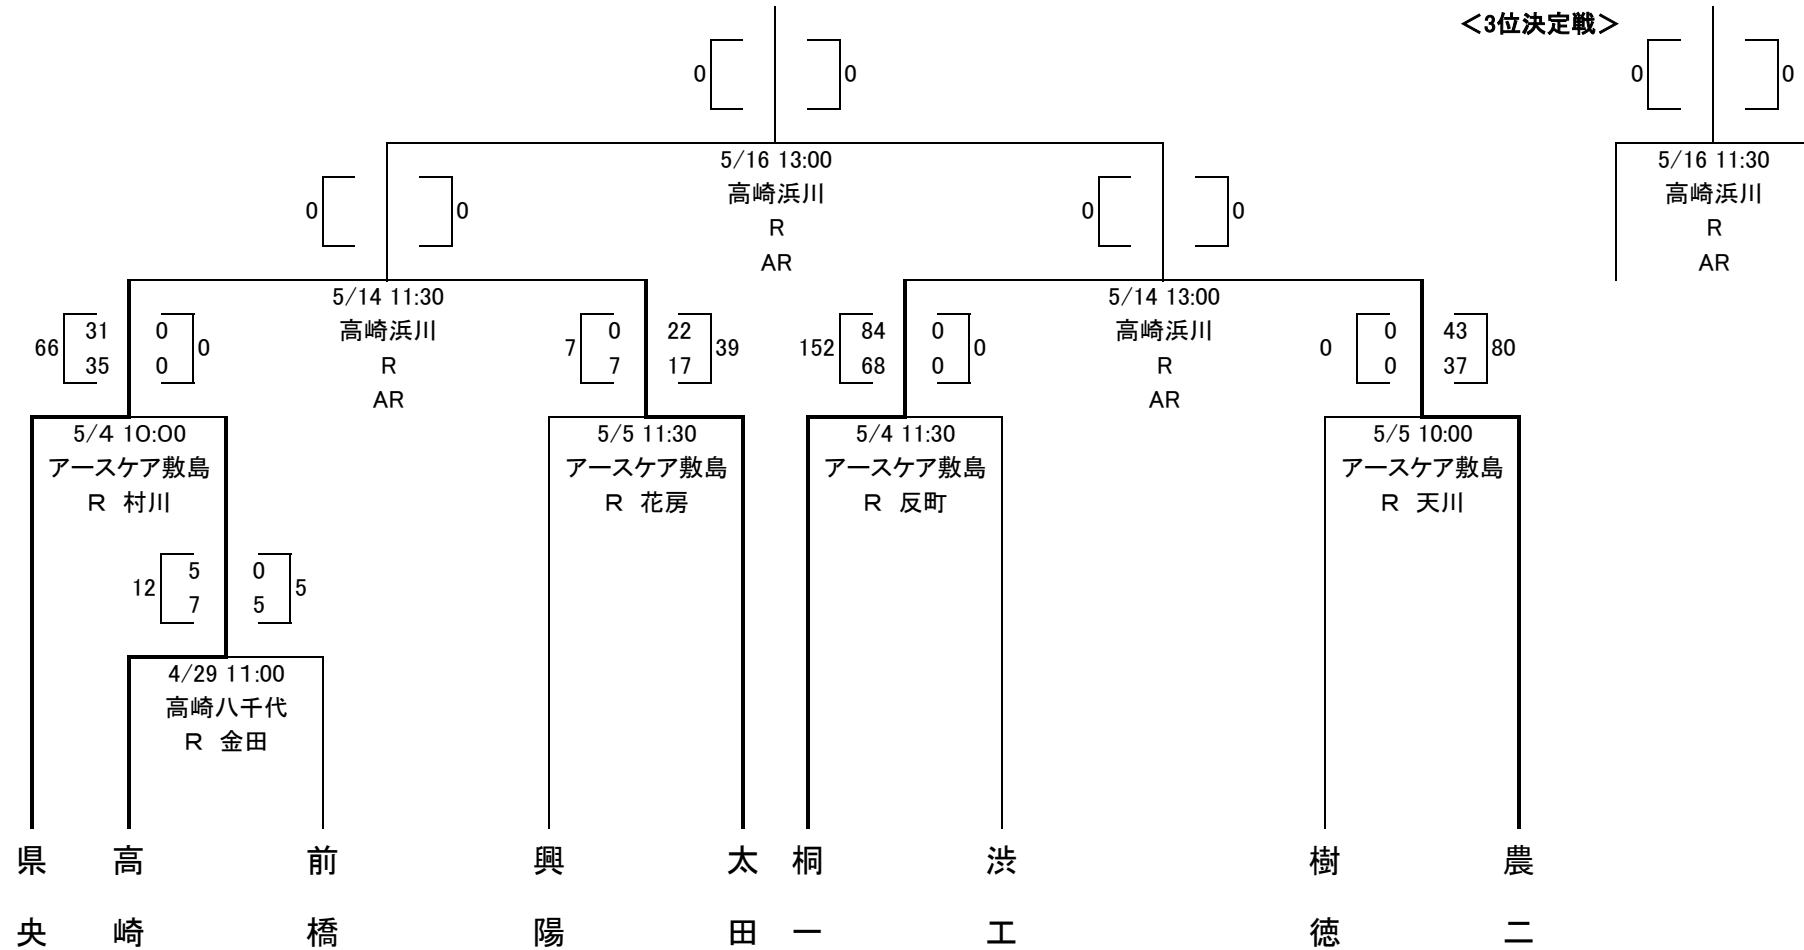 ＜3位決定戦＞
0 0
0 0
5/16 13:00
高崎浜川
R
AR
5/16 11:30
高崎浜川
R
AR
0 0
0 0
5/14 11:30
高崎浜川
R
AR
5/14 13:00
高崎浜川
R
AR
66 31 0 0
35 0
7 0 22 39
7 17
152 84 0 0
68 0
0 0 43 80
0 37
5/4 10:00
アースケア敷島
R 村川
5/5 11:30
アースケア敷島
R 花房
5/4 11:30
アースケア敷島
R 反町
5/5 10:00
アースケア敷島
R 天川
12 5 0 5
7 5
4/29 11:00
高崎八千代
R 金田
県央
高崎
前橋
興陽
太田
桐一
渋工
樹徳
農二